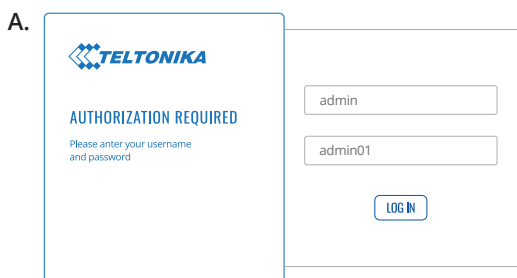 A.
TELTONIKA
AUTHORIZATION REQUIRED
Please anter your username
and password
admin
admin01
LOG IN